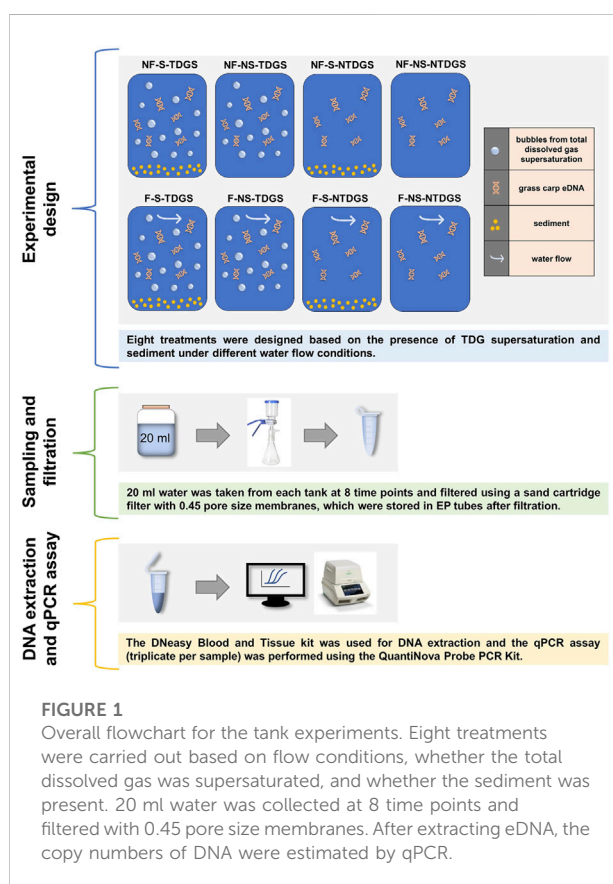 Experimental design
NF-S-TDGS NF-NS-TDGS NF-S-NTDGS NF-NS-NTDGS
F-S-TDGS F-NS-TDGS F-S-NTDGS F-NS-NTDGS
bubbles from total
dissolved gas
supersaturation
grass carp eDNA
sediment
water flow
Eight treatments were designed based on the presence of TDG supersaturation and
sediment under different water flow conditions.
Sampling and filtration
20 ml
20 ml water was taken from each tank at 8 time points and filtered using a sand cartridge
filter with 0.45 pore size membranes, which were stored in EP tubes after filtration.
DNA extraction and qPCR assay
The DNeasy Blood and Tissue kit was used for DNA extraction and the qPCR assay
(triplicate per sample) was performed using the QuantiNova Probe PCR Kit.
FIGURE 1
Overall flowchart for the tank experiments. Eight treatments
were carried out based on flow conditions, whether the total
dissolved gas was supersaturated, and whether the sediment was
present. 20 ml water was collected at 8 time points and
filtered with 0.45 pore size membranes. After extracting eDNA, the
copy numbers of DNA were estimated by qPCR.